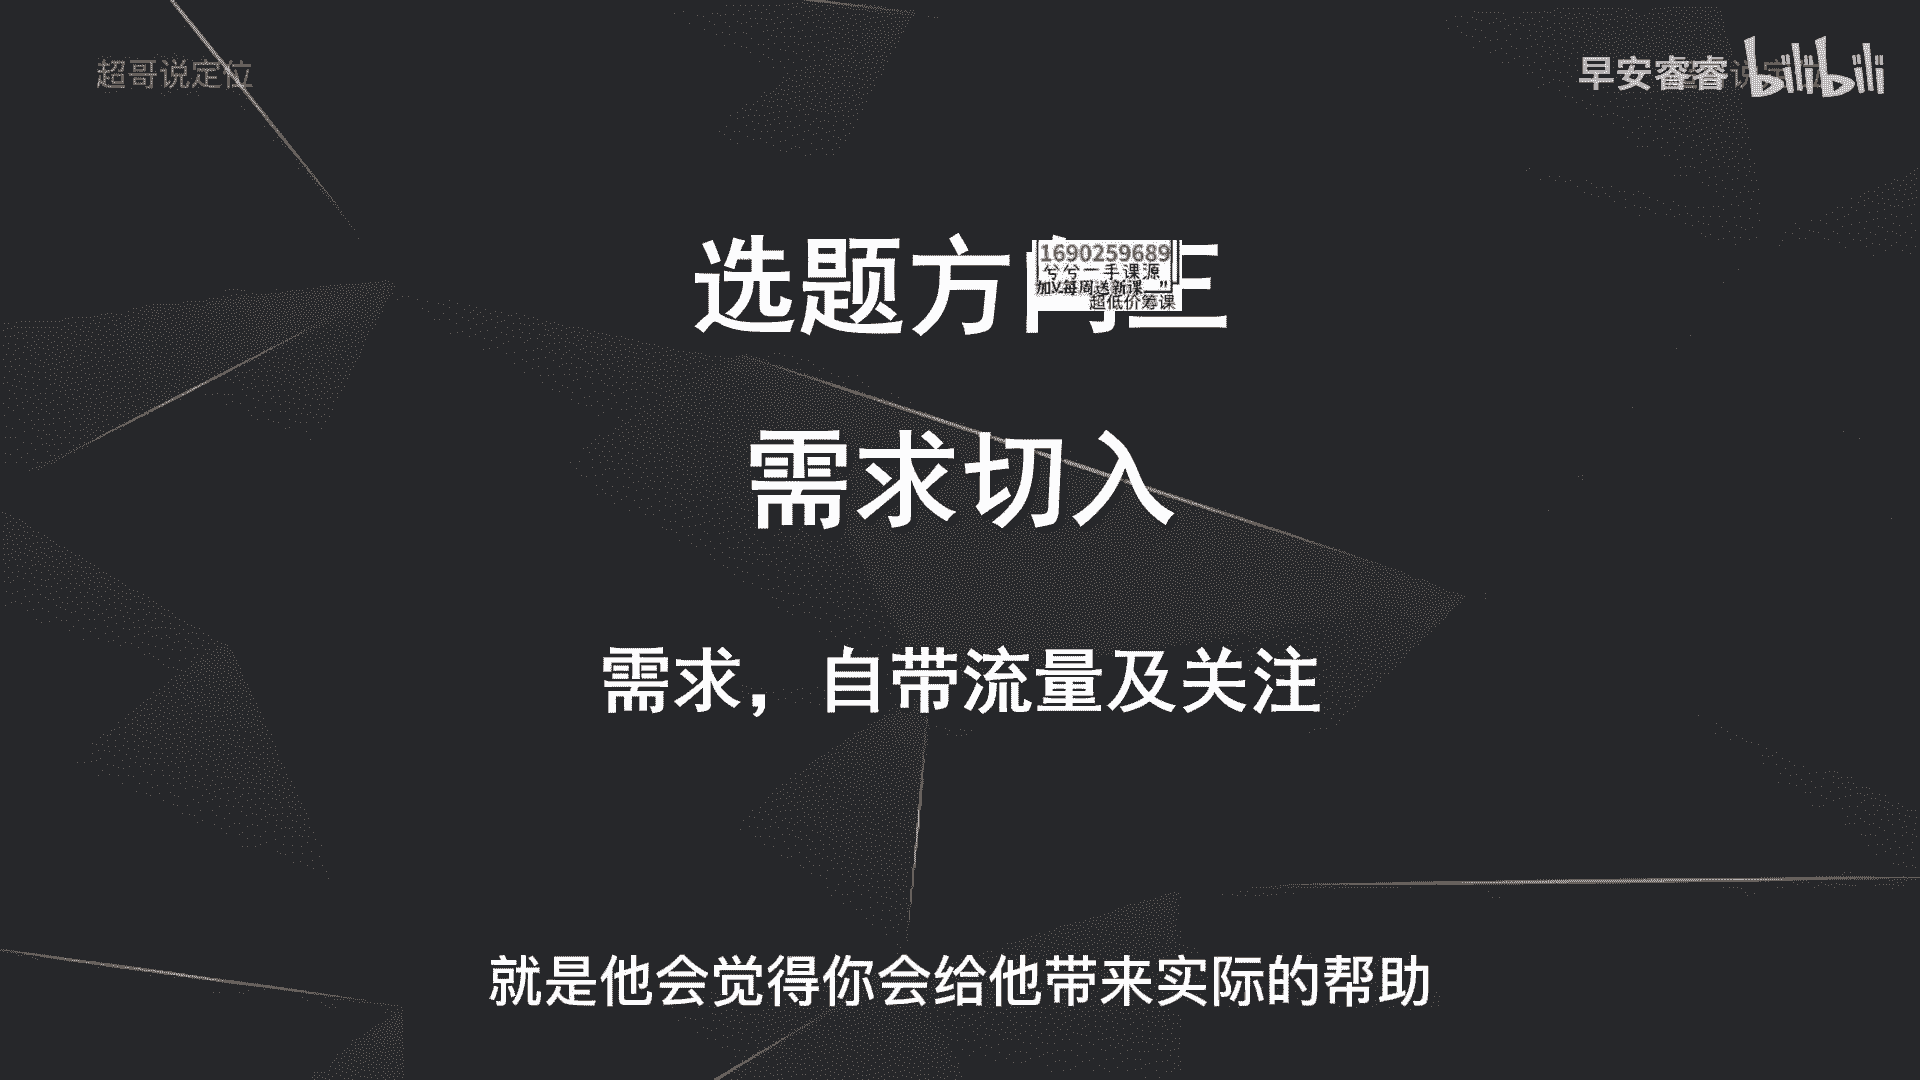 超哥说定位
早安睿睿 bilibili
选题方向三
1690259689
兮兮一手课源
加V每周送新课
超低价筹课
需求切入
需求，自带流量及关注
就是他会觉得你会给他带来实际的帮助